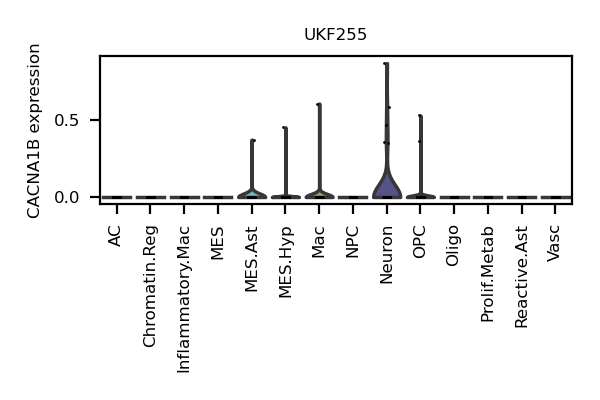 UKF255
CACNA1B expression
0.5
0.0
AC
Chromatin.Reg
Inflammatory.Mac
MES
MES.Ast
MES.Hyp
Mac
NPC
Neuron
OPC
Oligo
Prolif.Metab
Reactive.Ast
Vasc